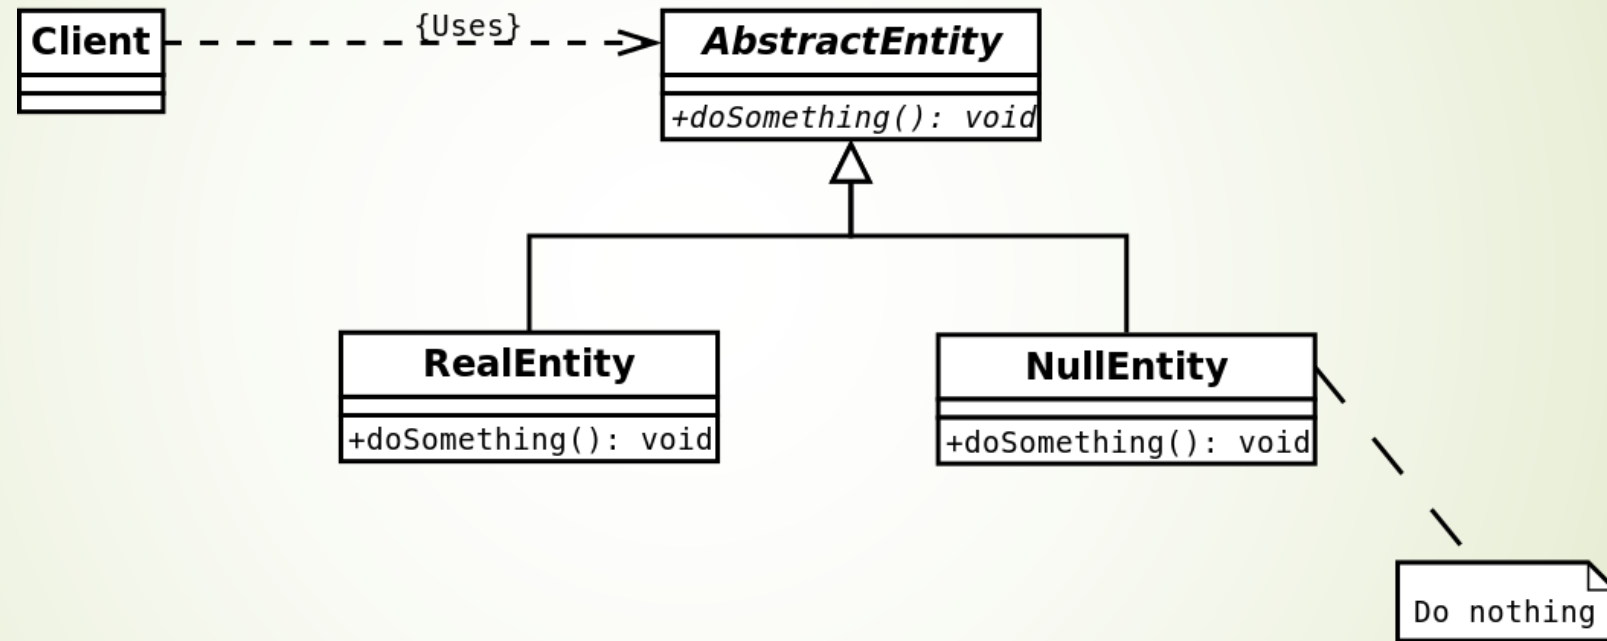 Client
{Uses}
AbstractEntity
+doSomething(): void
RealEntity
+doSomething(): void
NullEntity
+doSomething(): void
Do nothing